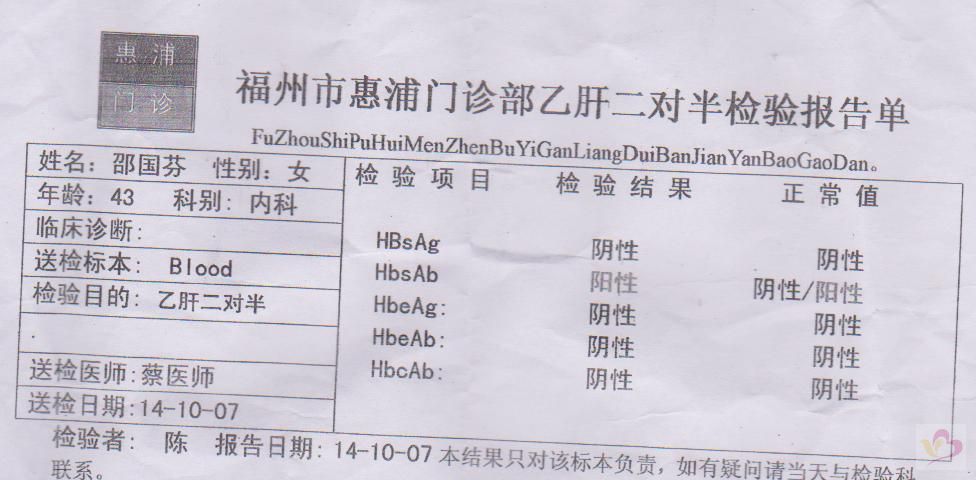 惠 浦
门 诊
福州市惠浦门诊部乙肝二对半检验报告单
FuZhouShiPuHuiMenZhenBuYiGanLiangDuiBanJianYanBaoGaoDan。
姓名: 邵国芬 性别: 女
年龄: 43 科别: 内科
临床诊断:
送检标本: Blood
检验目的: 乙肝二对半
送检医师:蔡医师
送检日期:14-10-07
检 验 项 目 检 验 结 果 正 常 值
HBsAg 阴性 阴性
HbsAb 阳性 阴性/阳性
HbeAg: 阴性 阴性
HbeAb: 阴性 阴性
HbcAb: 阴性 阴性
检验者: 陈 报告日期: 14-10-07 本结果只对该标本负责，如有疑问请当天与检验科
联系。